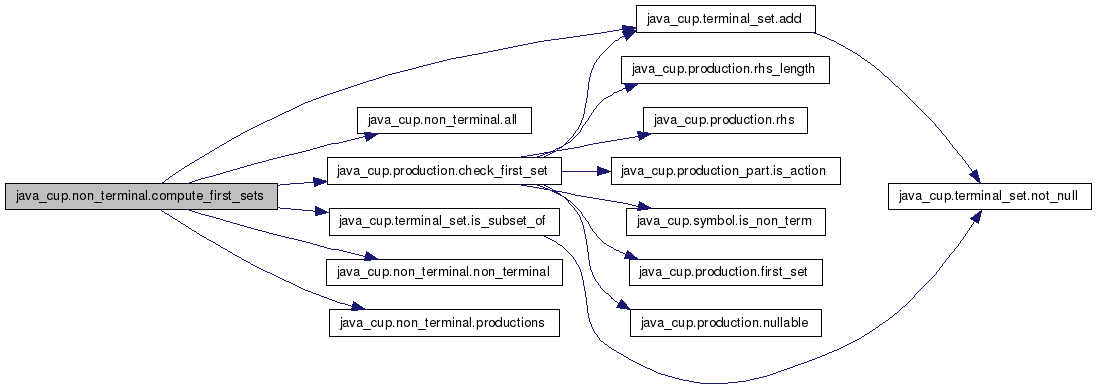 java_cup.terminal_set.add
java_cup.production.rhs_length
java_cup.non_terminal.all
java_cup.production.rhs
java_cup.production.check_first_set
java_cup.production_part.is_action
java_cup.non_terminal.compute_first_sets
java_cup.terminal_set.not_null
java_cup.terminal_set.is_subset_of
java_cup.symbol.is_non_term
java_cup.non_terminal.non_terminal
java_cup.production.first_set
java_cup.non_terminal.productions
java_cup.production.nullable